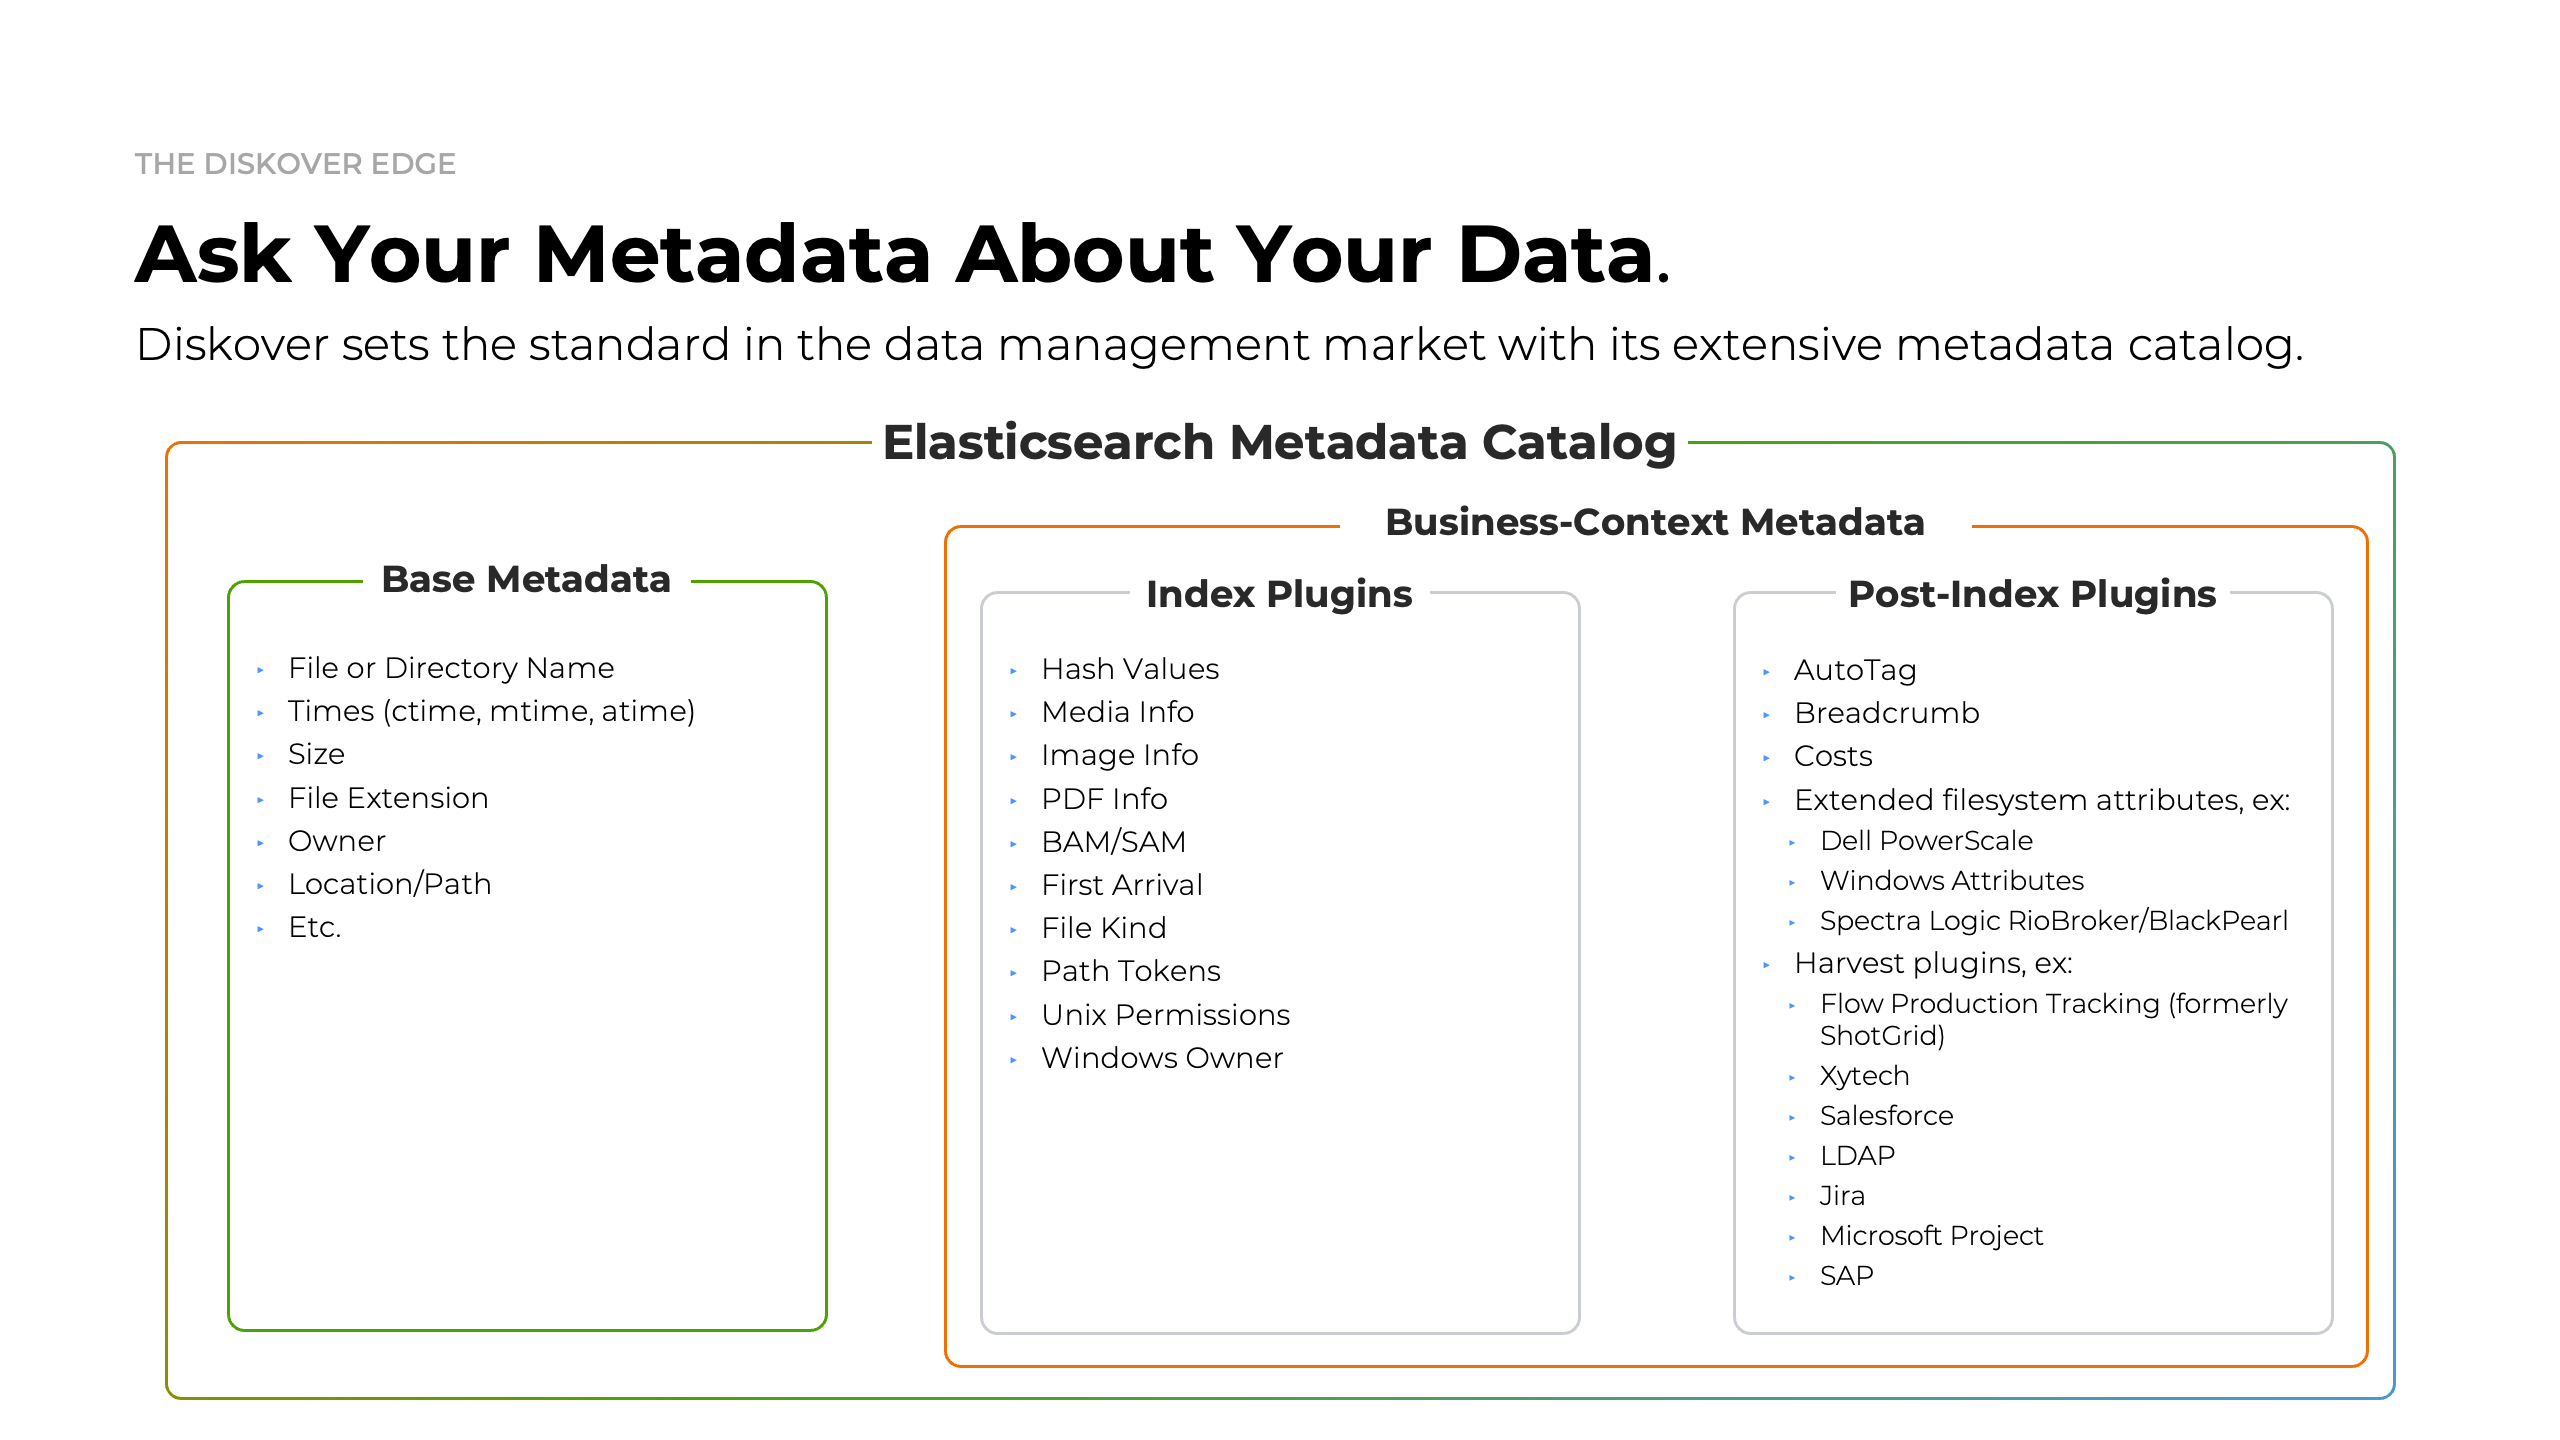 THE DISKOVER EDGE
Ask Your Metadata About Your Data.
Diskover sets the standard in the data management market with its extensive metadata catalog.
Elasticsearch Metadata Catalog
Base Metadata
File or Directory Name
Times (ctime, mtime, atime)
Size
File Extension
Owner
Location/Path
Etc.
Business-Context Metadata
Index Plugins
Hash Values
Media Info
Image Info
PDF Info
BAM/SAM
First Arrival
File Kind
Path Tokens
Unix Permissions
Windows Owner
Post-Index Plugins
AutoTag
Breadcrumb
Costs
Extended filesystem attributes, ex:
Dell PowerScale
Windows Attributes
Spectra Logic RioBroker/BlackPearl
Harvest plugins, ex:
Flow Production Tracking (formerly
ShotGrid)
Xytech
Salesforce
LDAP
Jira
Microsoft Project
SAP